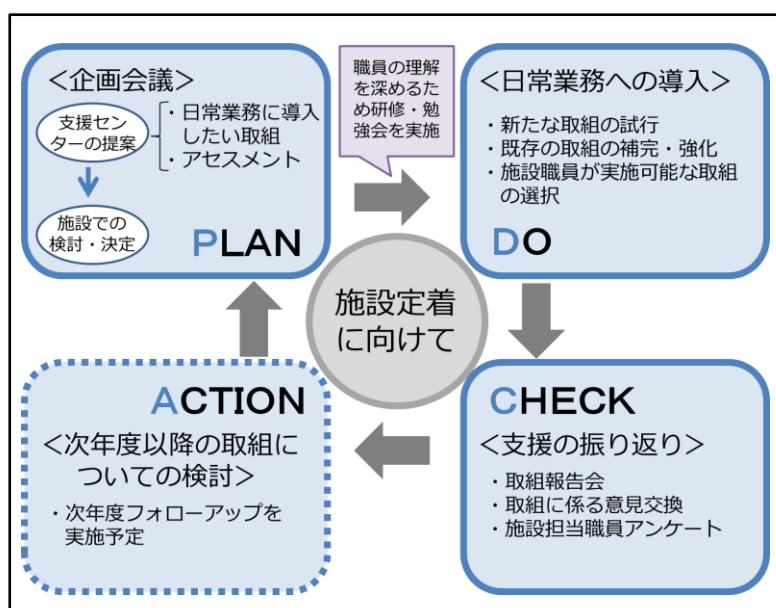 <企画会議>
支援セン
ターの提案
・日常業務に導入
したい取組
・アセスメント
施設での
検討・決定
PLAN
職員の理解
を深めるた
め研修・勉
強会を実施
<日常業務への導入>
・新たな取組の試行
・既存の取組の補完・強化
・施設職員が実施可能な取組
の選択
DO
施設定着
に向けて
CHECK
<支援の振り返り>
・取組報告会
・取組に係る意見交換
・施設担当職員アンケート
ACTION
<次年度以降の取組に
ついての検討>
・次年度フォローアップを
実施予定